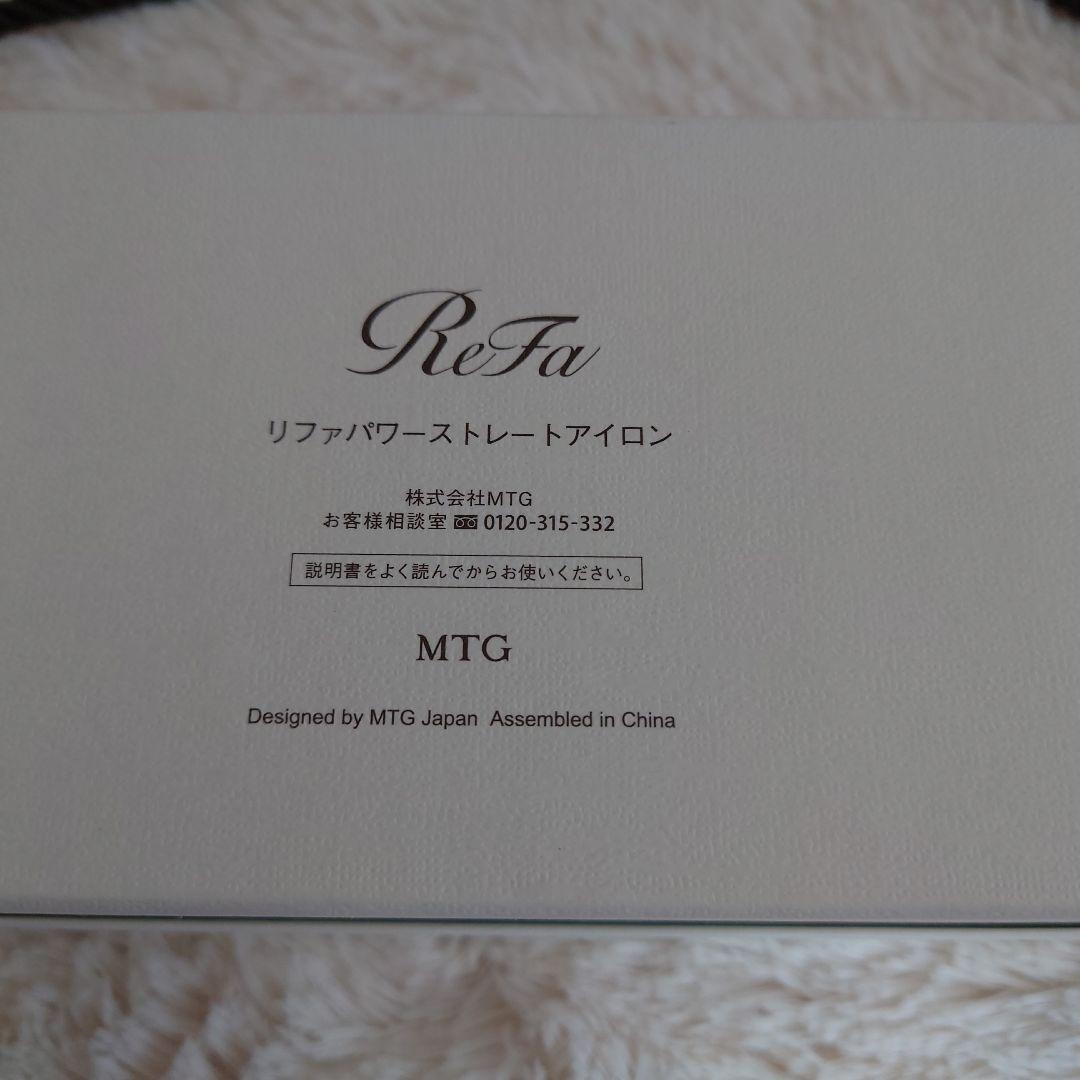 ReFa
リファパワーストレートアイロン
株式会社MTG
お客様相談室 0120-315-332
説明書をよく読んでからお使いください。
MTG
Designed by MTG Japan Assembled in China